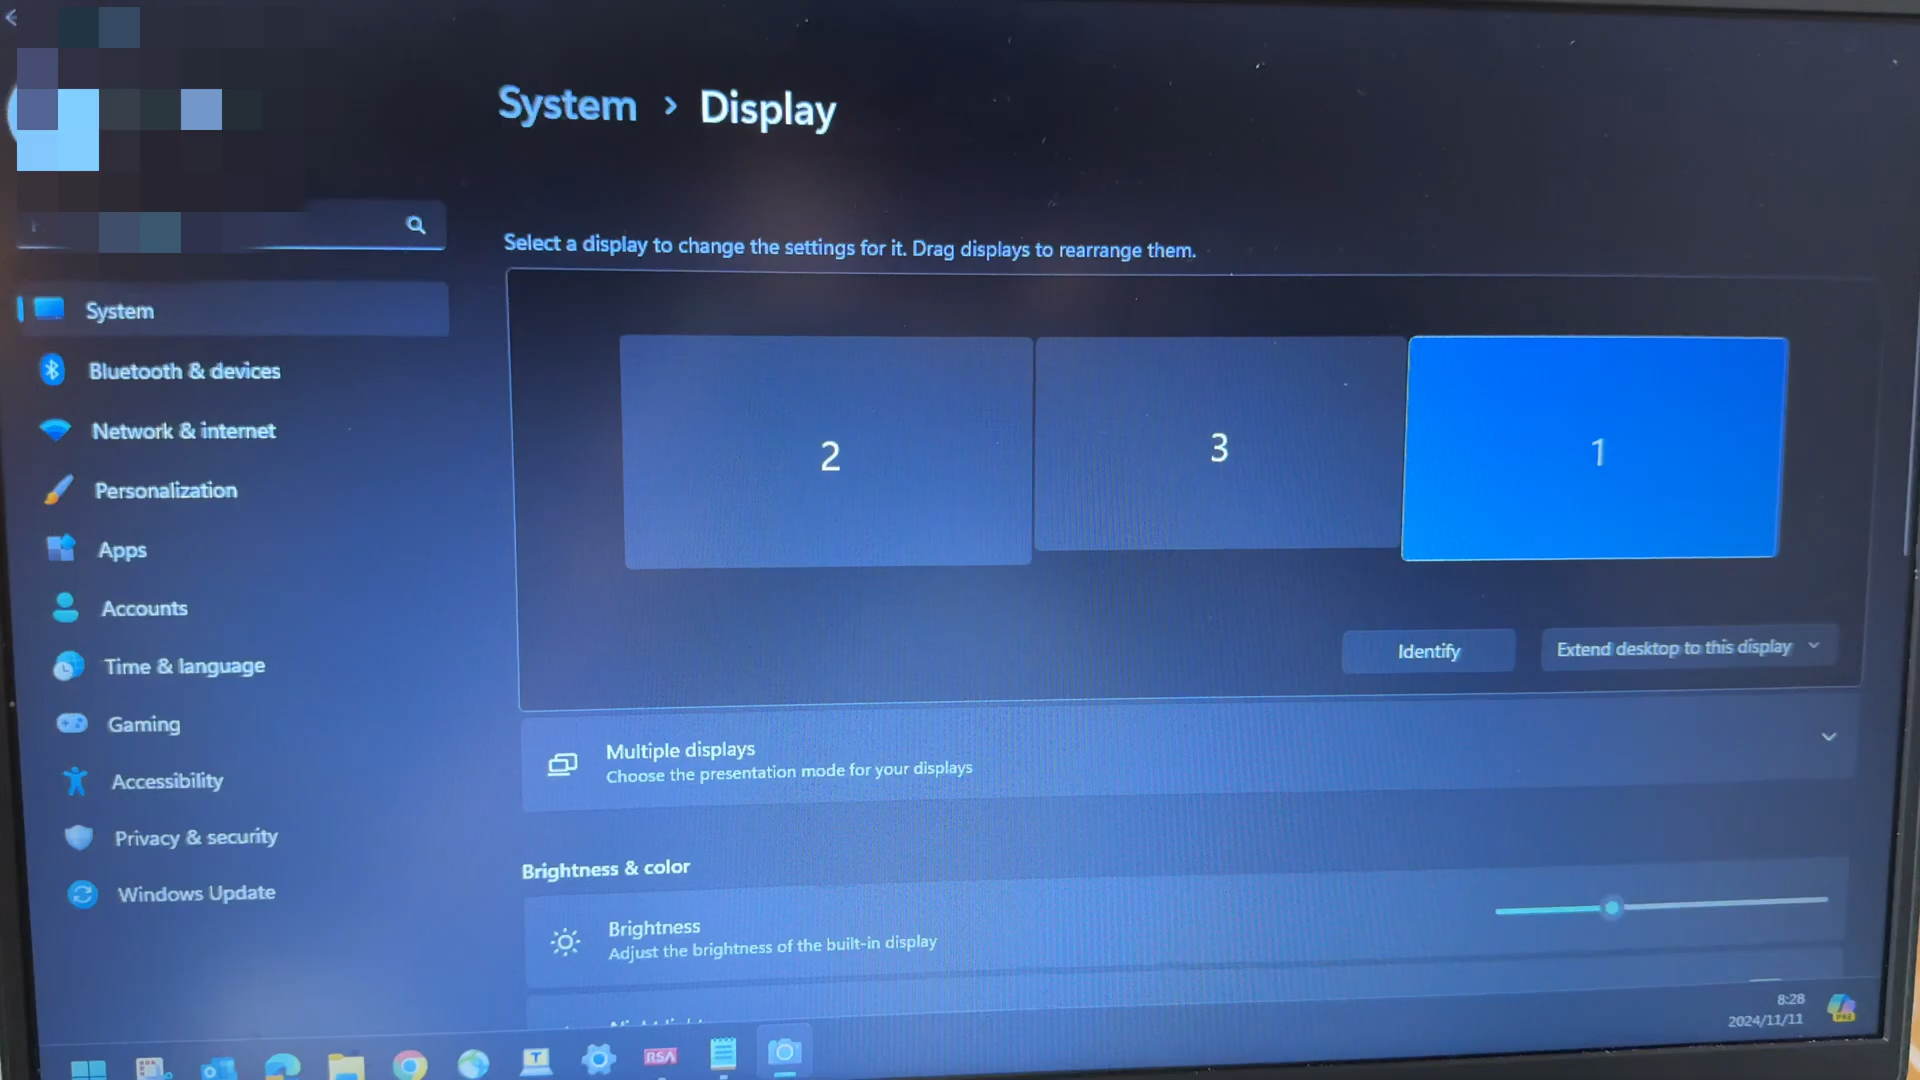 System > Display
Select a display to change the settings for it. Drag displays to rearrange them.
System
Bluetooth & devices
Network & internet
Personalization
Apps
Accounts
Time & language
Gaming
Accessibility
Privacy & security
Windows Update
2
3
1
Identify
Extend desktop to this display
Multiple displays
Choose the presentation mode for your displays
Brightness & color
Brightness
Adjust the brightness of the built-in display
8:28
2024/11/11
PRE
T
RSA